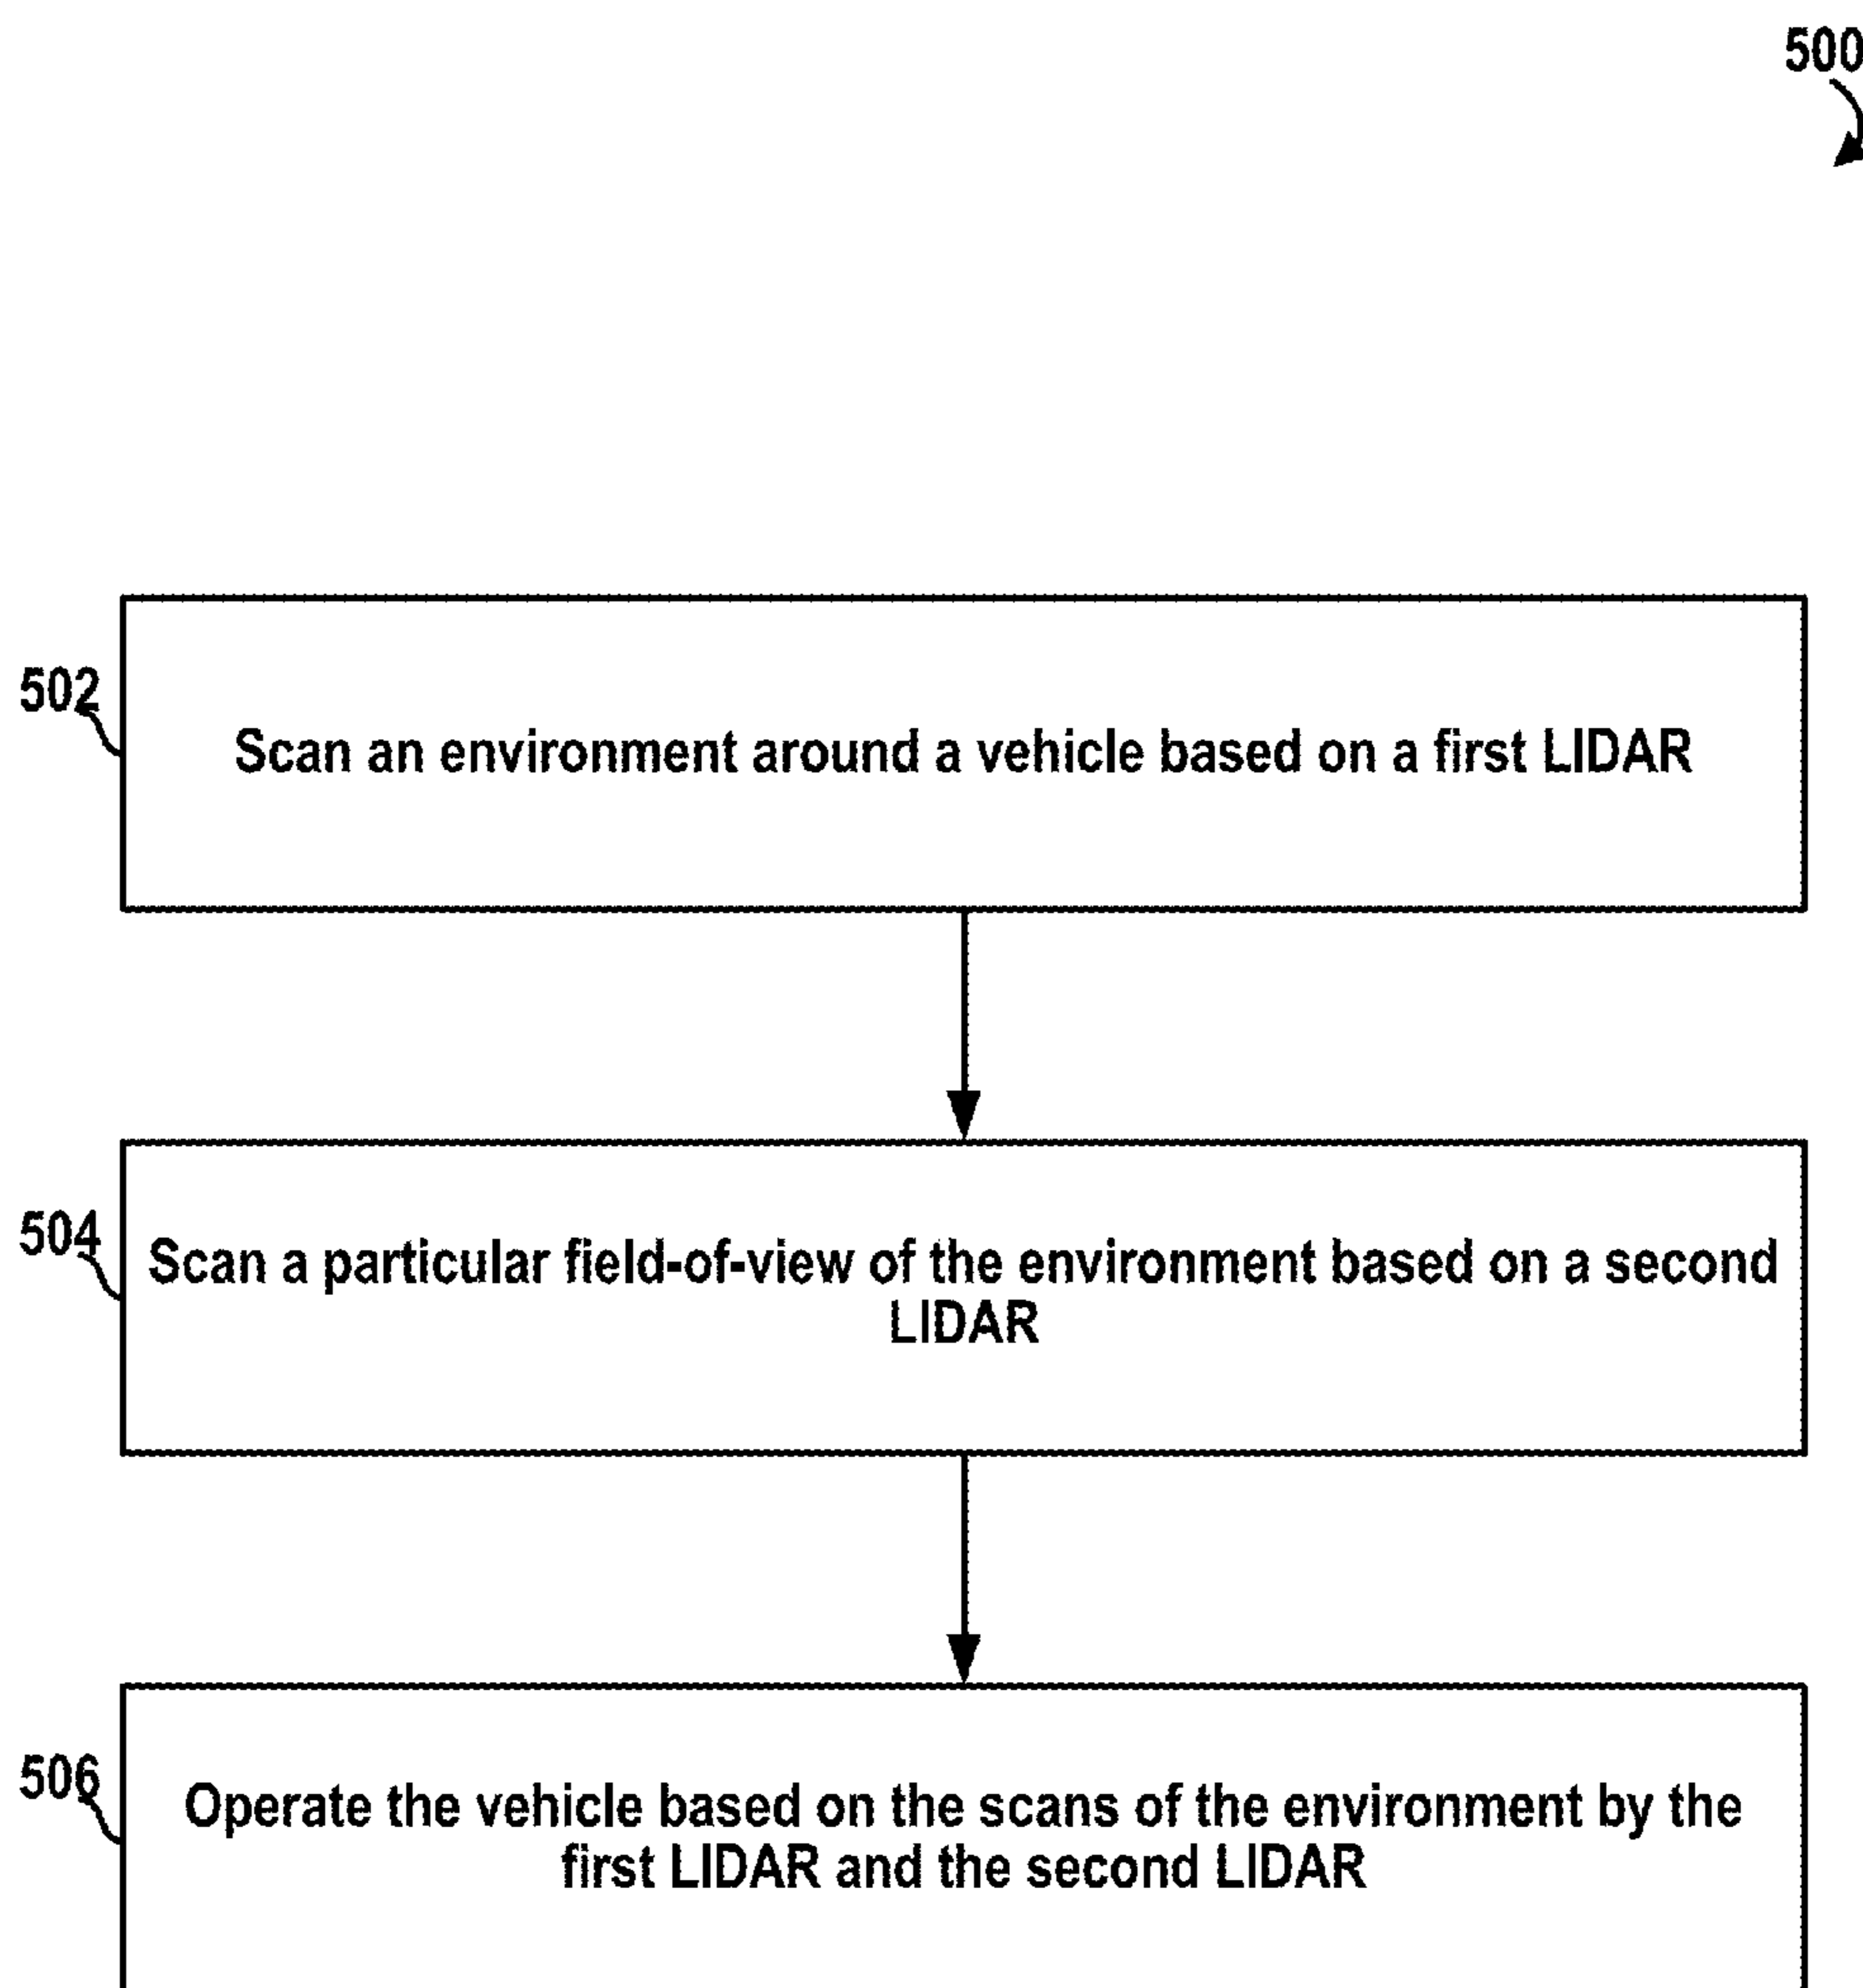 500
502
Scan an environment around a vehicle based on a first LIDAR
504
Scan a particular field-of-view of the environment based on a second
LIDAR
506
Operate the vehicle based on the scans of the environment by the
first LIDAR and the second LIDAR